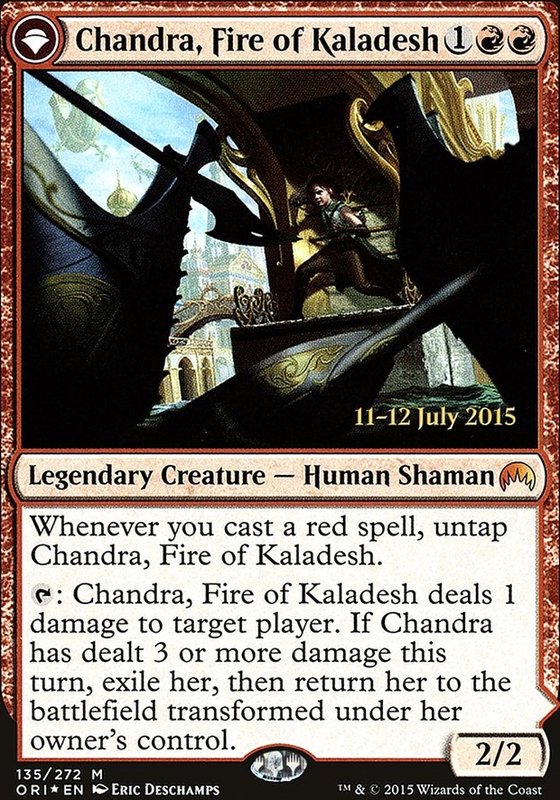 Chandra, Fire of Kaladesh 1
11–12 July 2015
Legendary Creature — Human Shaman
Whenever you cast a red spell, untap
Chandra, Fire of Kaladesh.
: Chandra, Fire of Kaladesh deals 1
damage to target player. If Chandra
has dealt 3 or more damage this
turn, exile her, then return her to the
battlefield transformed under her
owner's control.
2/2
135/272 M
ORI★EN Eric Deschamps
™ & © 2015 Wizards of the Coast